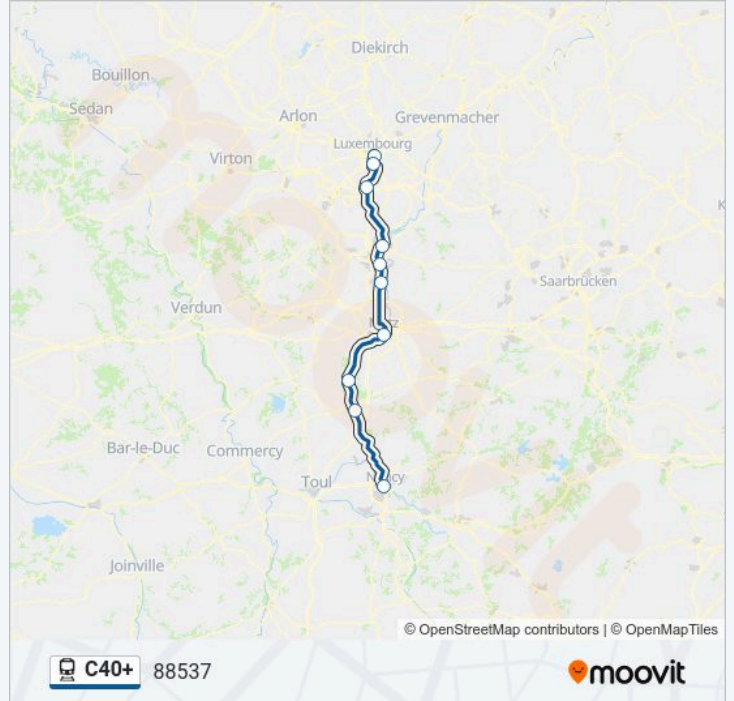 Diekirch
Bouillon
Sedan
Arlon
Grevenmacher
Luxembourg
Virton
Saarbrücken
Verdun
Bar-le-Duc
Commercy
Toul
Joinville
© OpenStreetMap contributors | © OpenMapTiles
C40+ 88537
moovit